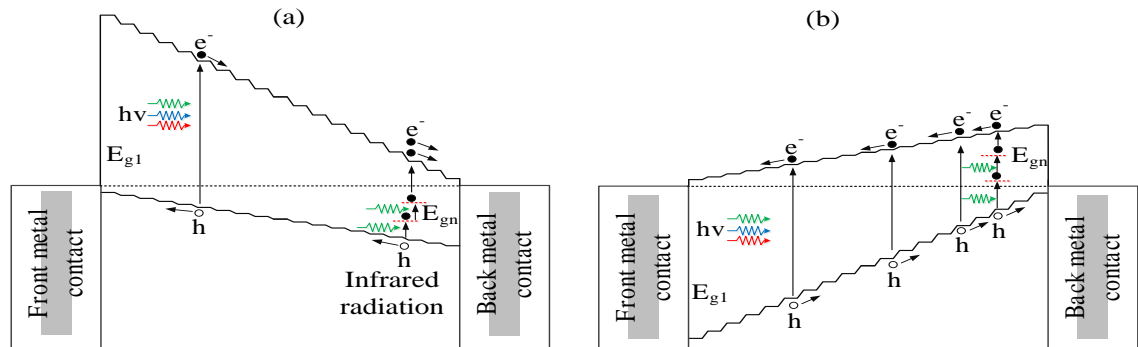 (a)
e-
hv
Eg1
h
e-
Egn
h
Infrared
radiation
Front metal
contact
Back metal
contact
(b)
e-
e-
e-
e-
Egn
hv
Eg1
h
h
h
h
Front metal
contact
Back metal
contact